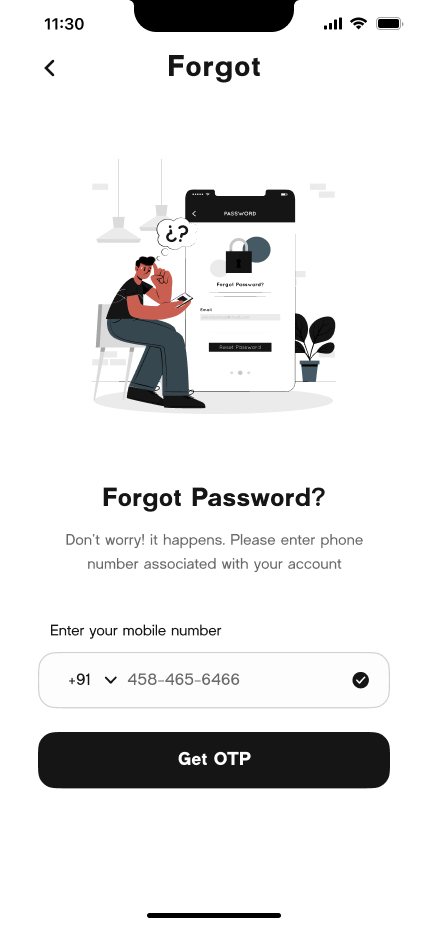 11:30
Forgot
¿?
PASSWORD
Forgot Password?
Email
Reset Password
Forgot Password?
Don't worry! it happens. Please enter phone
number associated with your account
Enter your mobile number
+91 458-465-6466
Get OTP